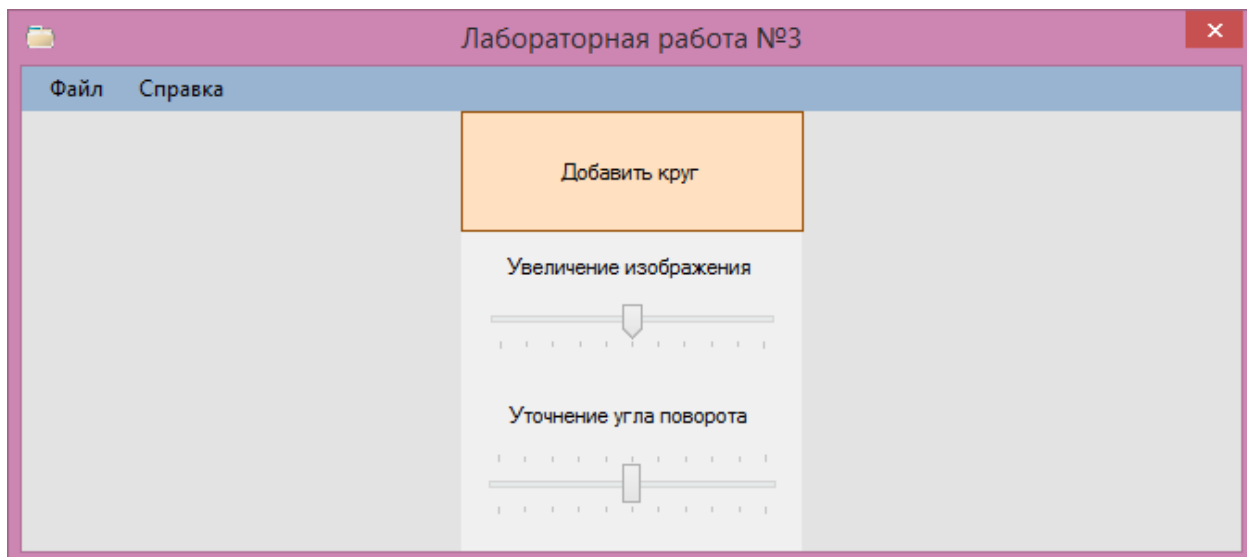 Лабораторная работа №3
Файл Справка
Добавить круг
Увеличение изображения
Уточнение угла поворота